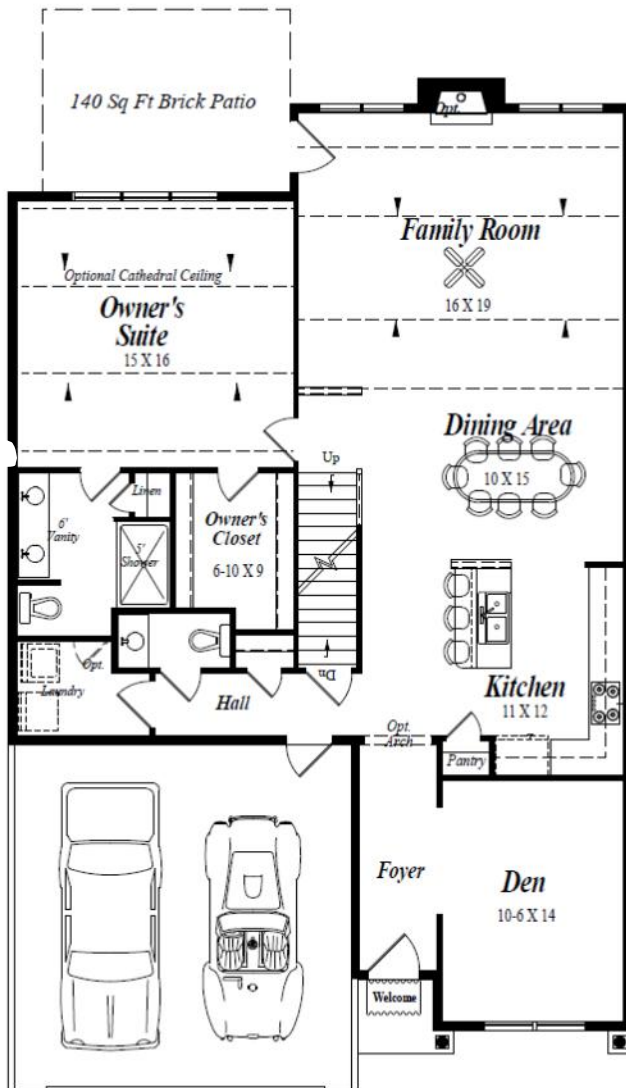 140 Sq Ft Brick Patio
Opt.
Family Room
16 X 19
Optional Cathedral Ceiling
Owner's
Suite
15 X 16
Dining Area
10 X 15
Up
Linen
6'
Vanity
5'
Shower
Owner's
Closet
6-10 X 9
Opt.
Laundry
Hall
Dn
Kitchen
11 X 12
Opt.
Arch
Pantry
Foyer
Den
10-6 X 14
Welcome